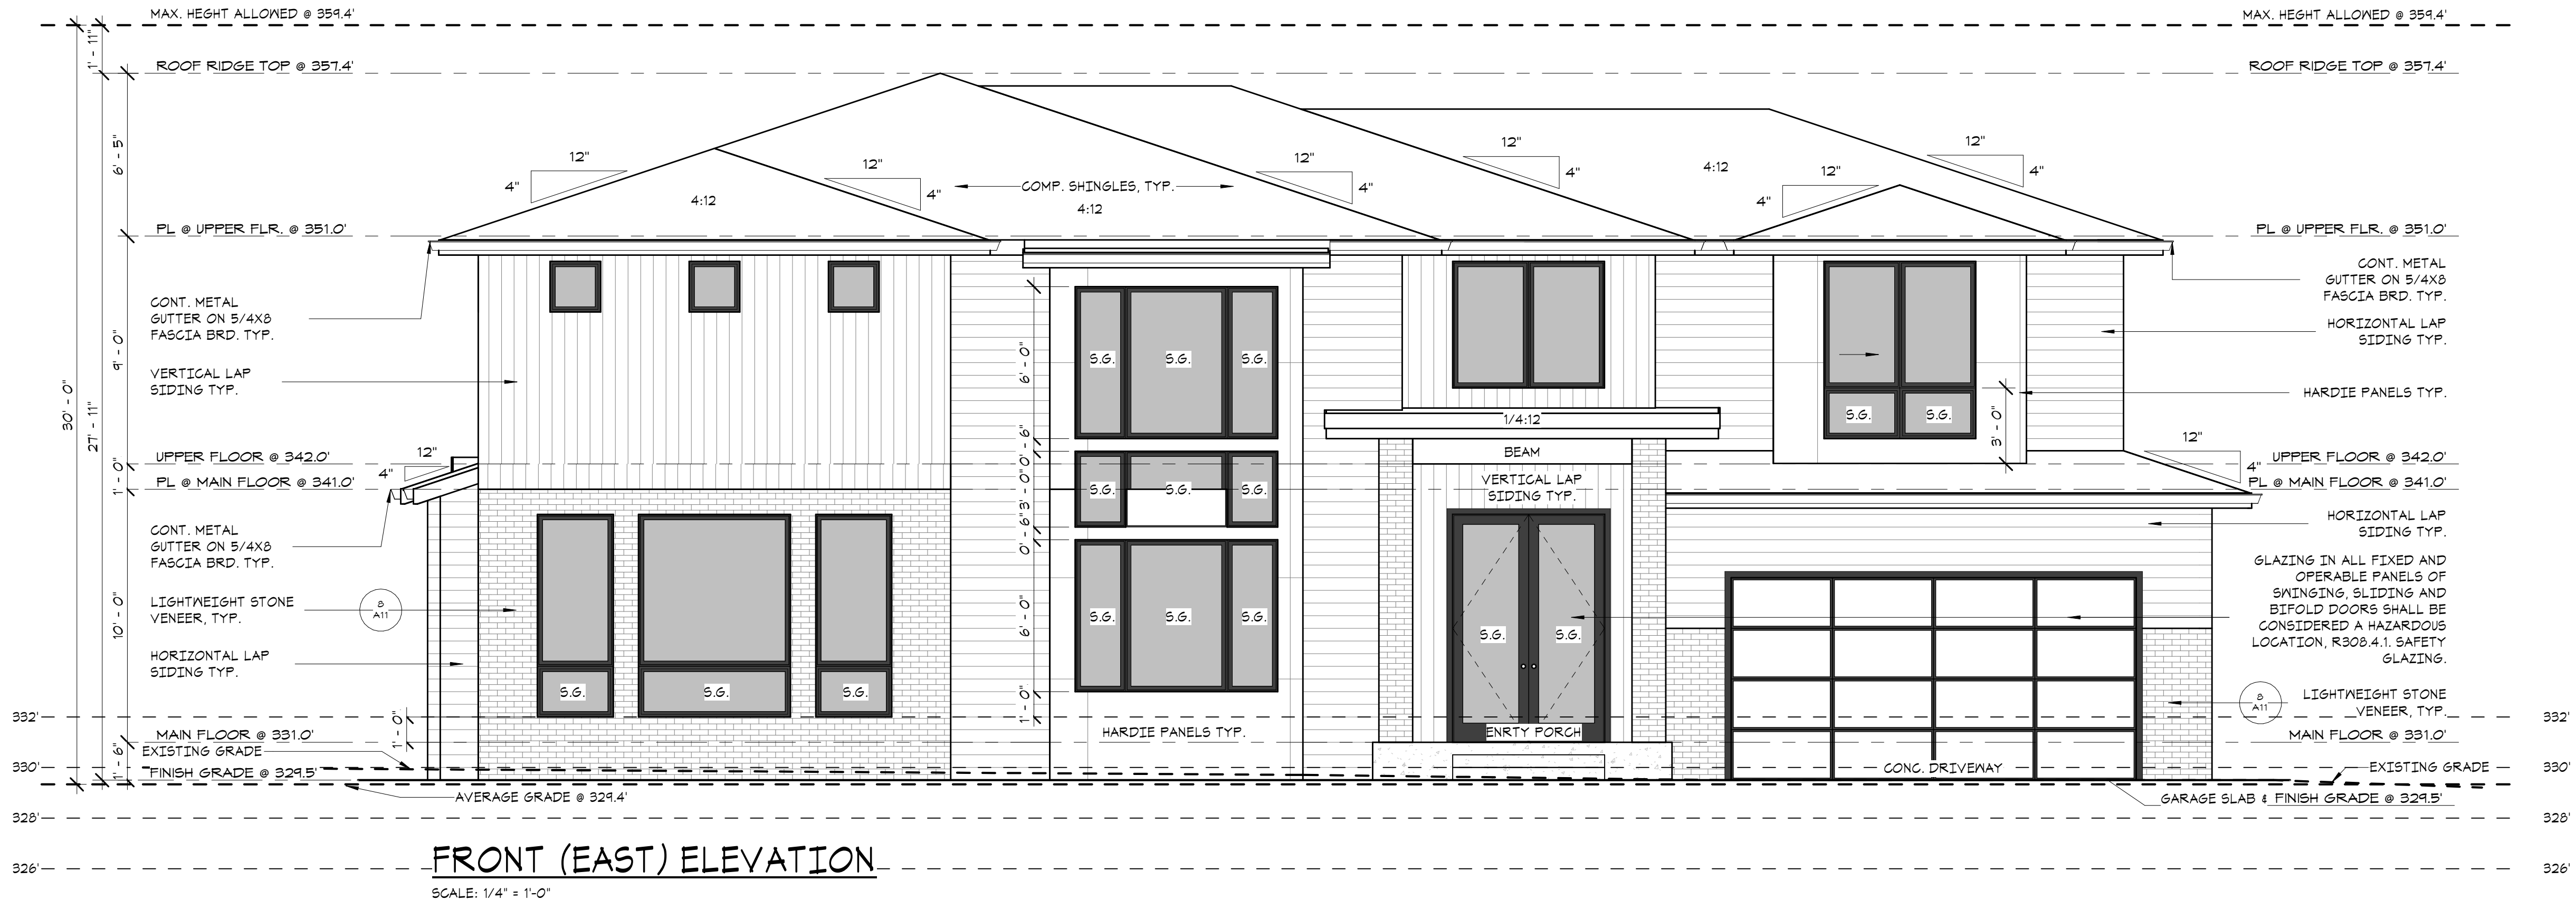 MAX. HEGHT ALLOWED @ 359.4'
MAX. HEGHT ALLOWED @ 359.4'
1' - 11"
ROOF RIDGE TOP @ 357.4'
ROOF RIDGE TOP @ 357.4'
6' - 5"
12"
4"
12"
4"
12"
4"
12"
4"
12"
4"
12"
4"
4:12
COMP. SHINGLES, TYP.
4:12
4:12
PL @ UPPER FLR. @ 351.0'
PL @ UPPER FLR. @ 351.0'
CONT. METAL
GUTTER ON 5/4X8
FASCIA BRD. TYP.
CONT. METAL
GUTTER ON 5/4X8
FASCIA BRD. TYP.
HORIZONTAL LAP
SIDING TYP.
9' - 0"
30' - 0"
27' - 11"
VERTICAL LAP
SIDING TYP.
6' - 0"
S.G.
S.G.
S.G.
S.G.
S.G.
HARDIE PANELS TYP.
3' - 0"
1/4:12
BEAM
0' - 6"
12"
4"
12"
4"
UPPER FLOOR @ 342.0'
UPPER FLOOR @ 342.0'
1' - 0"
PL @ MAIN FLOOR @ 341.0'
PL @ MAIN FLOOR @ 341.0'
3' - 0"
S.G.
S.G.
S.G.
VERTICAL LAP
SIDING TYP.
0' - 6"
CONT. METAL
GUTTER ON 5/4X8
FASCIA BRD. TYP.
HORIZONTAL LAP
SIDING TYP.
GLAZING IN ALL FIXED AND
OPERABLE PANELS OF
SWINGING, SLIDING AND
BIFOLD DOORS SHALL BE
CONSIDERED A HAZARDOUS
LOCATION, R308.4.1. SAFETY
GLAZING.
10' - 0"
LIGHTWEIGHT STONE
VENEER, TYP.
8
A11
6' - 0"
S.G.
S.G.
S.G.
S.G.
S.G.
HORIZONTAL LAP
SIDING TYP.
S.G.
S.G.
S.G.
1' - 0"
8
A11
LIGHTWEIGHT STONE
VENEER, TYP.
332'
332'
1' - 0"
MAIN FLOOR @ 331.0'
HARDIE PANELS TYP.
ENRTY PORCH
MAIN FLOOR @ 331.0'
1' - 6"
EXISTING GRADE
330'
FINISH GRADE @ 329.5'
CONC. DRIVEWAY
EXISTING GRADE
330'
AVERAGE GRADE @ 329.4'
GARAGE SLAB & FINISH GRADE @ 329.5'
328'
328'
FRONT (EAST) ELEVATION
326'
326'
SCALE: 1/4" = 1'-0"